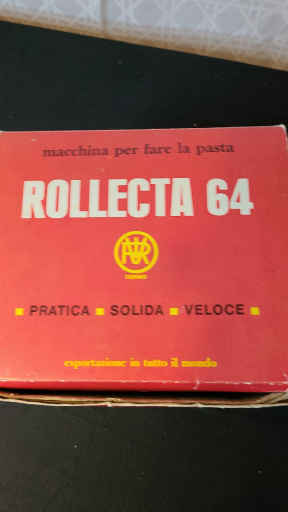 macchina per fare la pasta
ROLLECTA 64
PRATICA ■ SOLIDA ■ VELOCE
esportazione in tutto il mondo